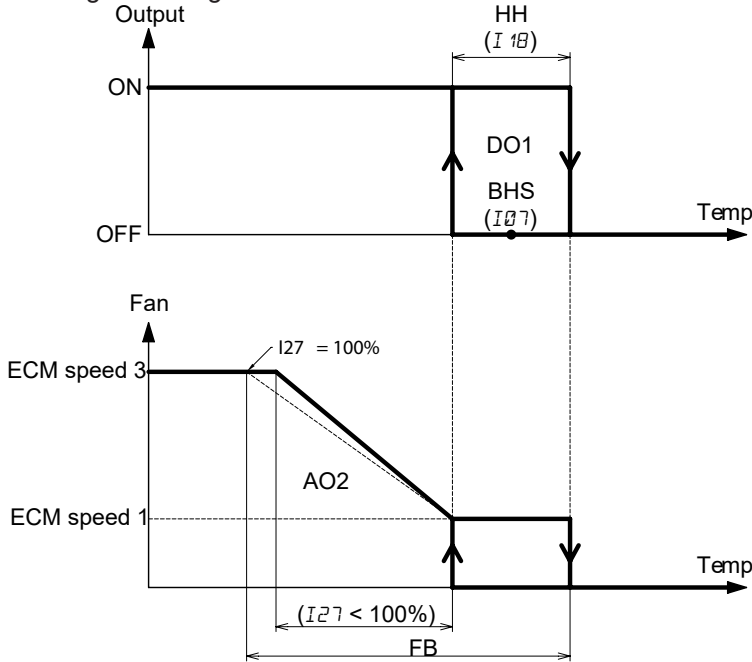 Output
HH
(I18)
ON
DO1
BHS
(I07)
Temp
OFF
Fan
I27 = 100%
ECM speed 3
AO2
ECM speed 1
Temp
(I27 < 100%)
FB